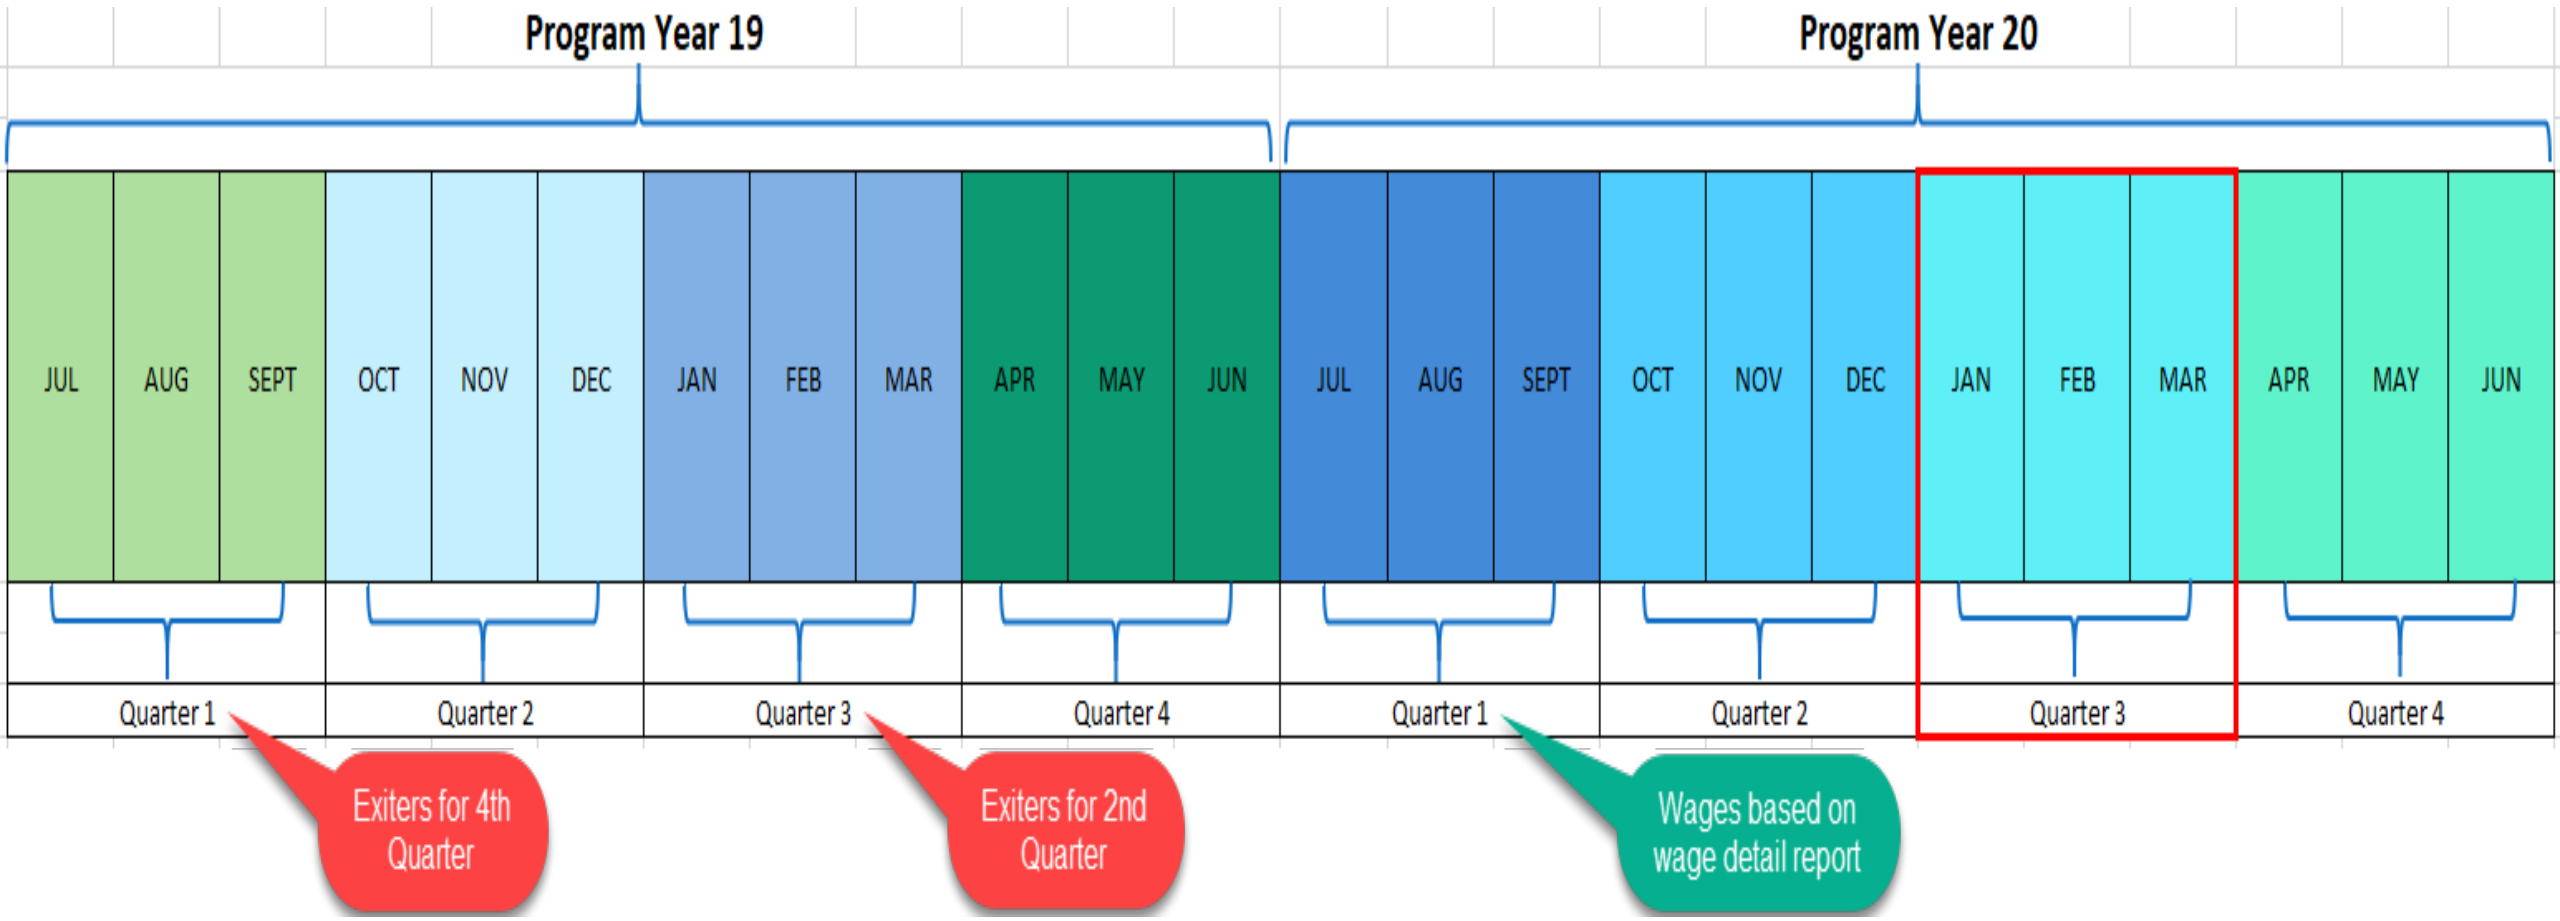 Program Year 19 Program Year 20
JUL AUG SEPT OCT NOV DEC JAN FEB MAR APR MAY JUN JUL AUG SEPT OCT NOV DEC JAN FEB MAR APR MAY JUN
Quarter 1 Quarter 2 Quarter 3 Quarter 4 Quarter 1 Quarter 2 Quarter 3 Quarter 4
Exiters for 4th
Quarter
Exiters for 2nd
Quarter
Wages based on
wage detail report